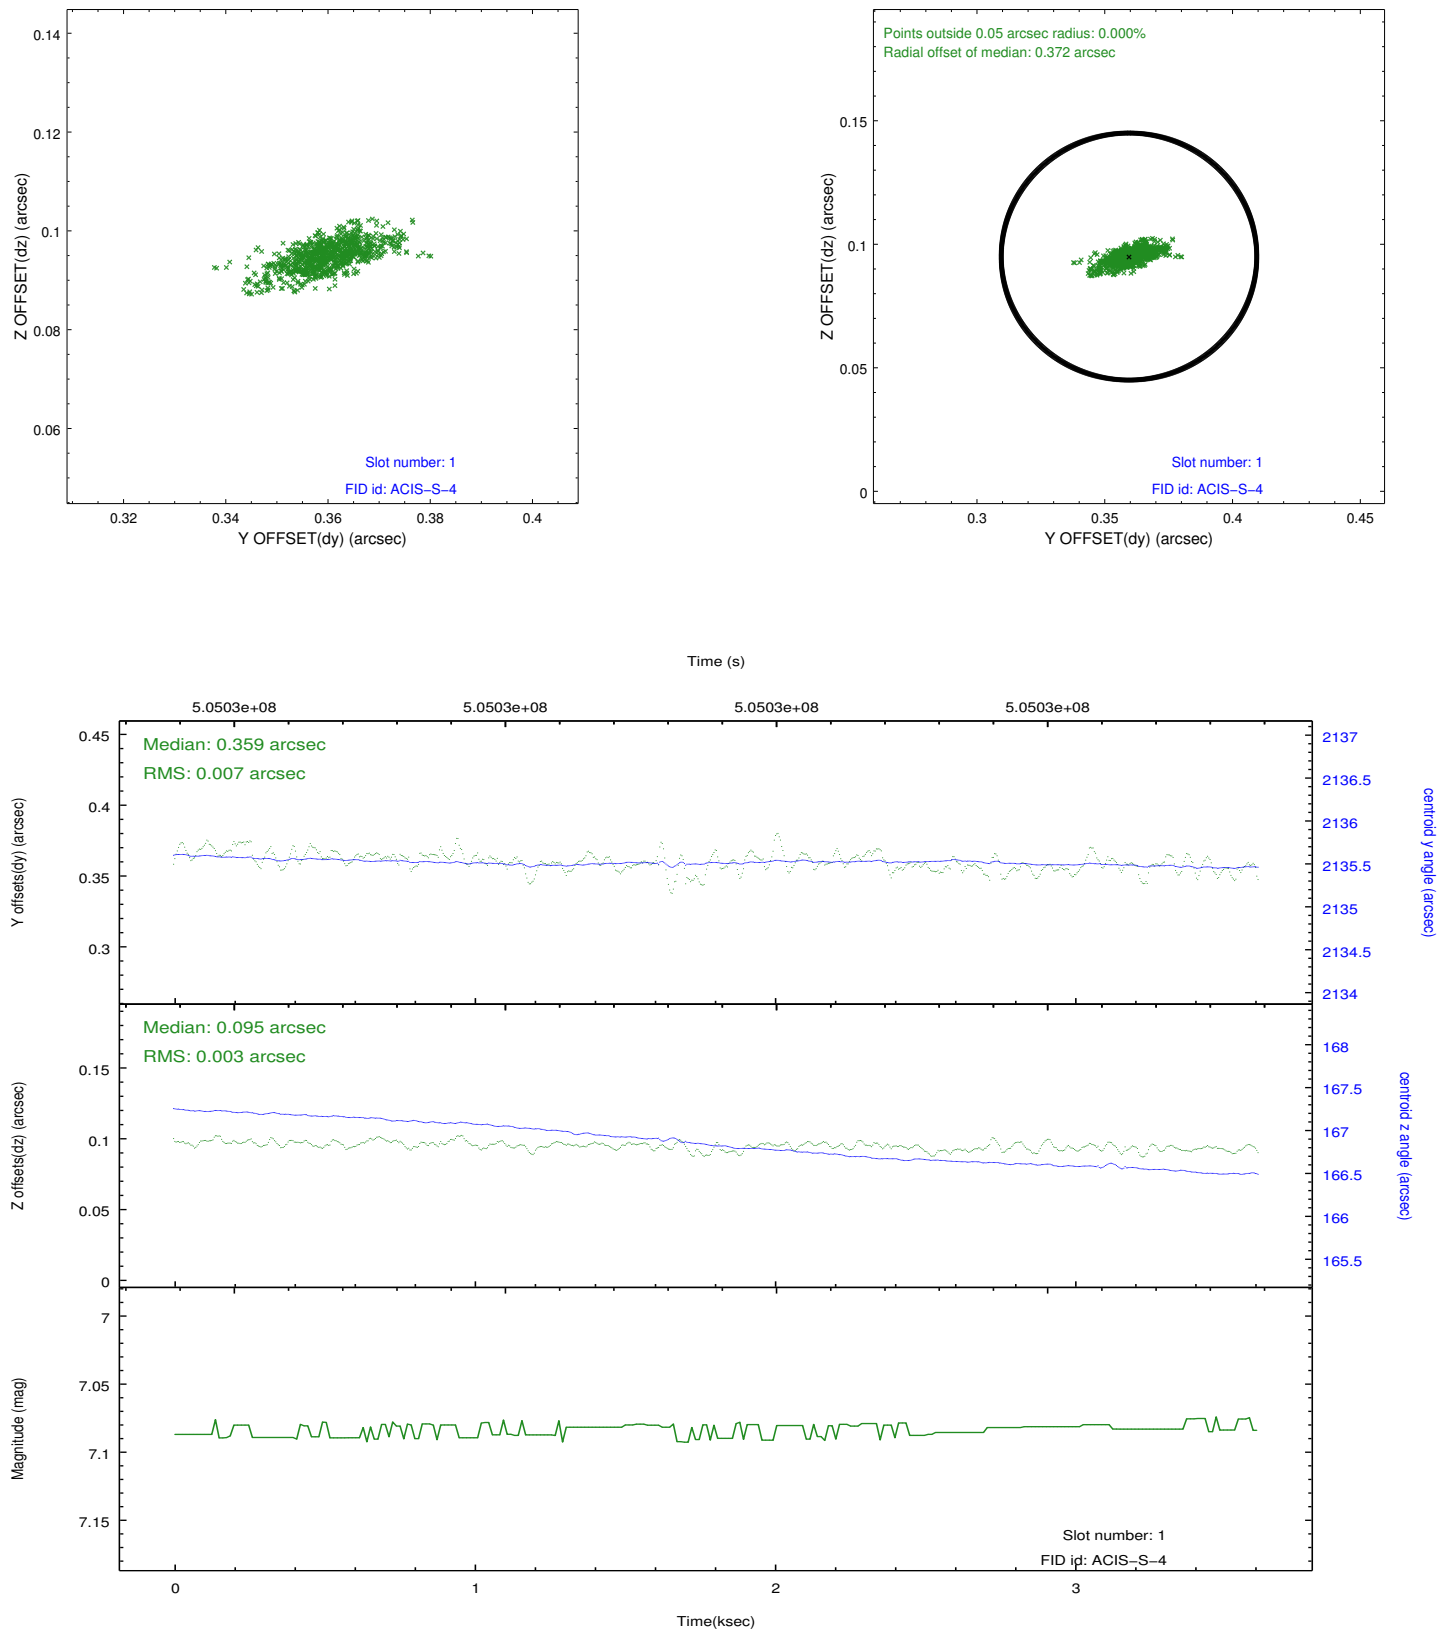 0.14
0.12
0.1
0.08
0.06
Z OFFSET(dz) (arcsec)
Slot number: 1
FID id: ACIS−S−4
0.32 0.34 0.36 0.38 0.4
Y OFFSET(dy) (arcsec)
Points outside 0.05 arcsec radius: 0.000%
Radial offset of median: 0.372 arcsec
0.15
0.1
0.05
0
Z OFFSET(dz) (arcsec)
Slot number: 1
FID id: ACIS−S−4
0.3 0.35 0.4 0.45
Y OFFSET(dy) (arcsec)
Time (s)
5.0503e+08 5.0503e+08 5.0503e+08 5.0503e+08
Median: 0.359 arcsec
RMS: 0.007 arcsec
0.45
0.4
0.35
0.3
Y offsets(dy) (arcsec)
2137
2136.5
2136
2135.5
2135
2134.5
2134
centroid y angle (arcsec)
Median: 0.095 arcsec
RMS: 0.003 arcsec
0.15
0.1
0.05
0
Z offsets(dz) (arcsec)
168
167.5
167
166.5
166
165.5
centroid z angle (arcsec)
7
7.05
7.1
7.15
Magnitude (mag)
Slot number: 1
FID id: ACIS−S−4
0 1 2 3
Time(ksec)